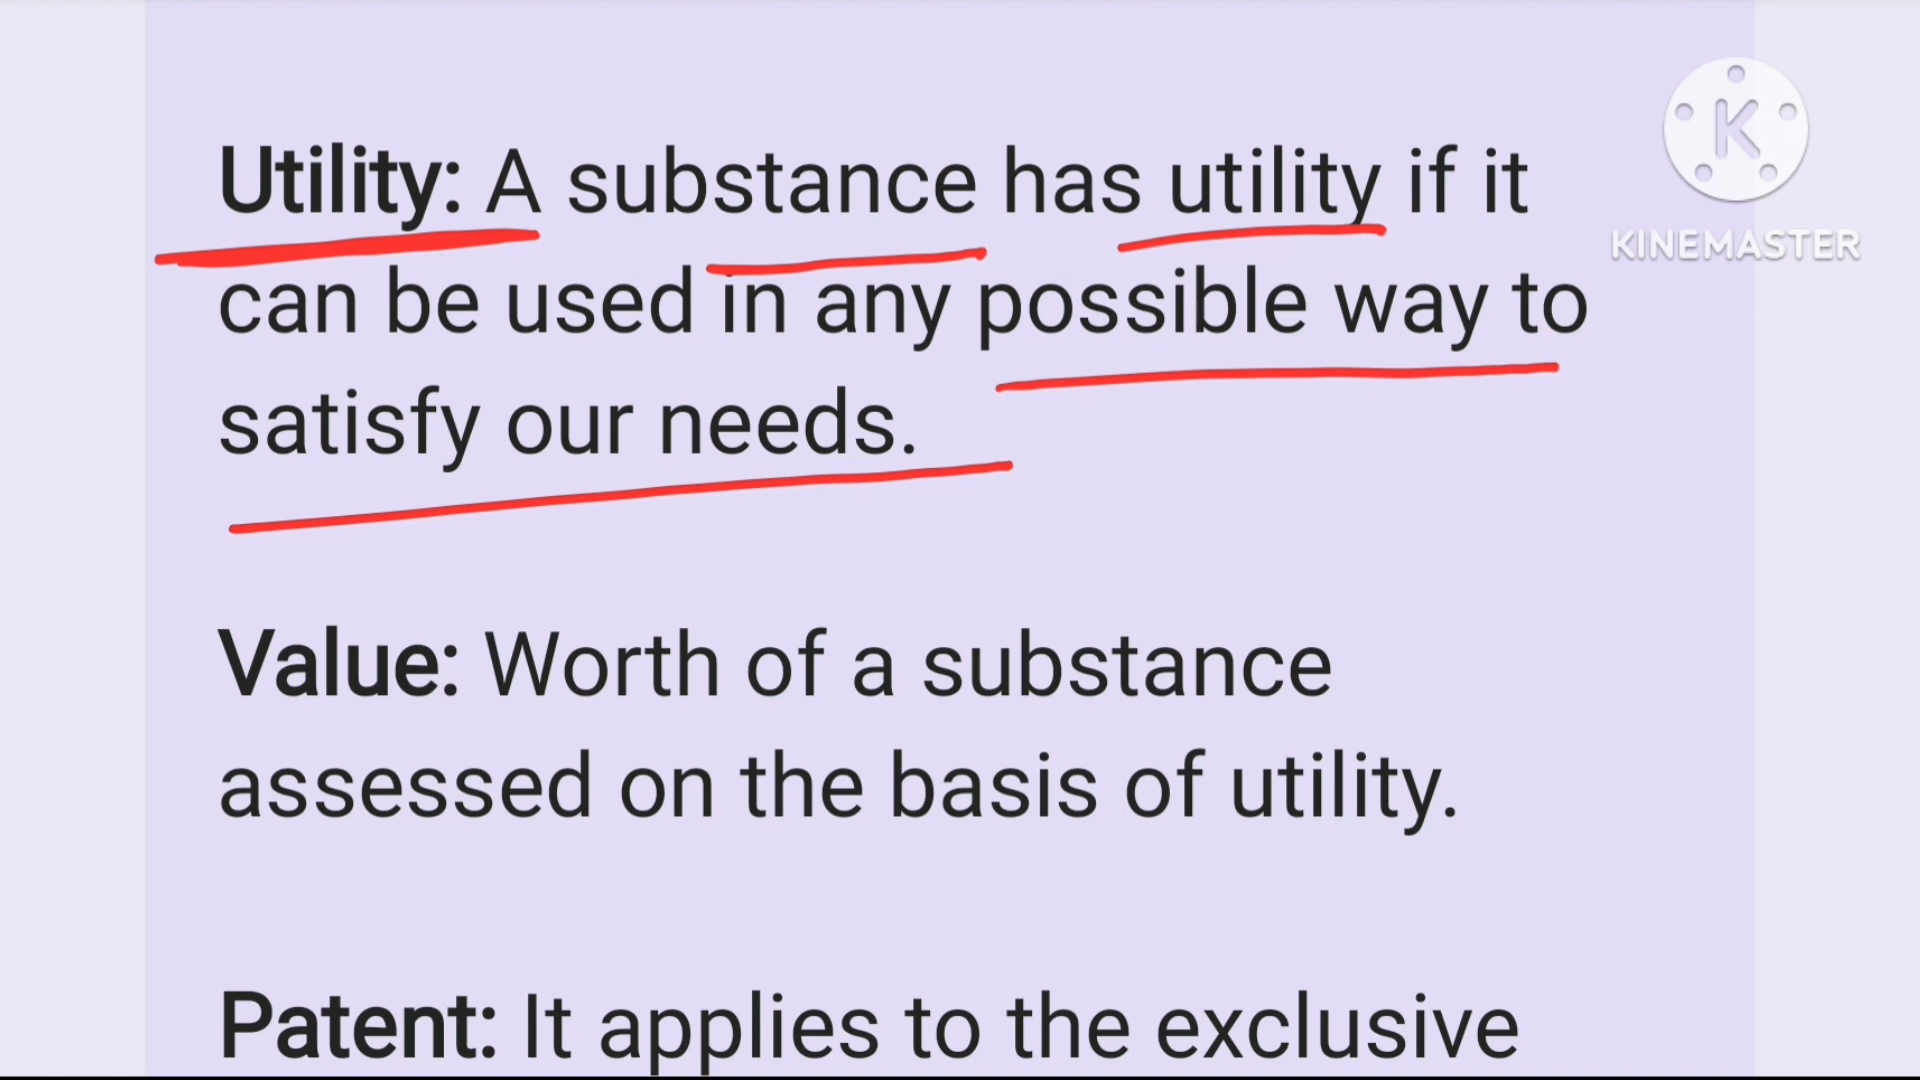 Utility: A substance has utility if it
can be used in any possible way to
satisfy our needs.
Value: Worth of a substance
assessed on the basis of utility.
Patent: It applies to the exclusive
K
KINEMASTER